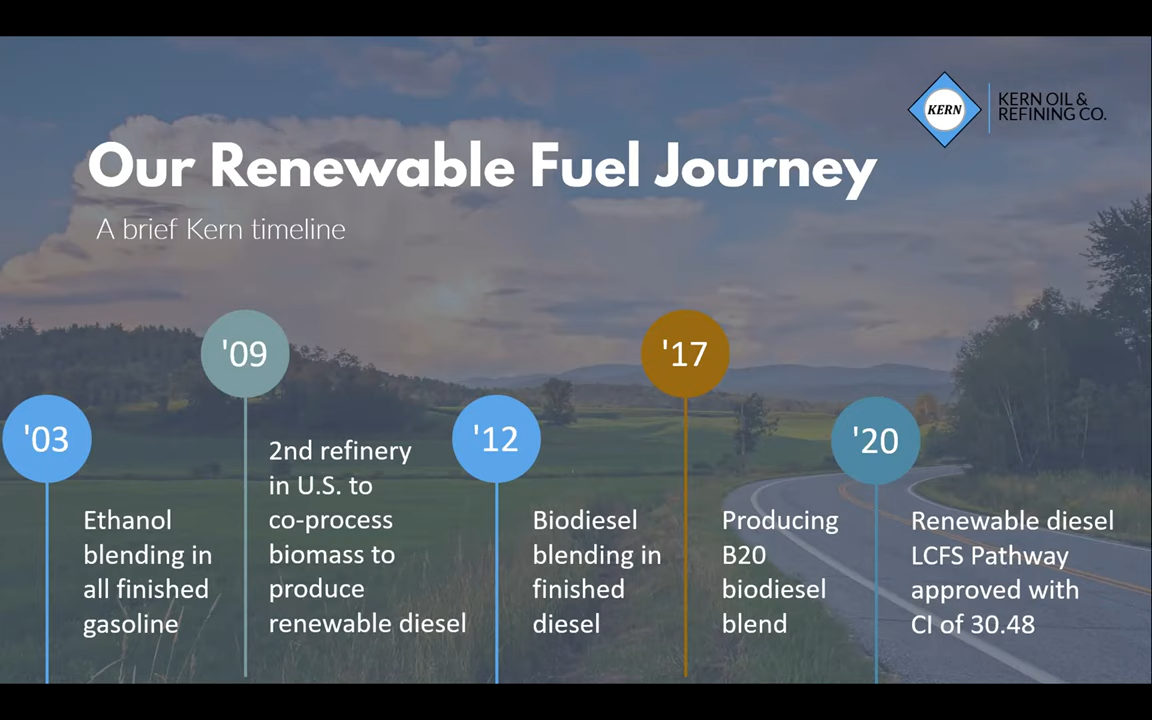 KERN
KERN OIL &
REFINING CO.
Our Renewable Fuel Journey
A brief Kern timeline
'03
Ethanol
blending in
all finished
gasoline
'09
2nd refinery
in U.S. to
co-process
biomass to
produce
renewable diesel
'12
Biodiesel
blending in
finished
diesel
'17
Producing
B20
biodiesel
blend
'20
Renewable diesel
LCFS Pathway
approved with
CI of 30.48